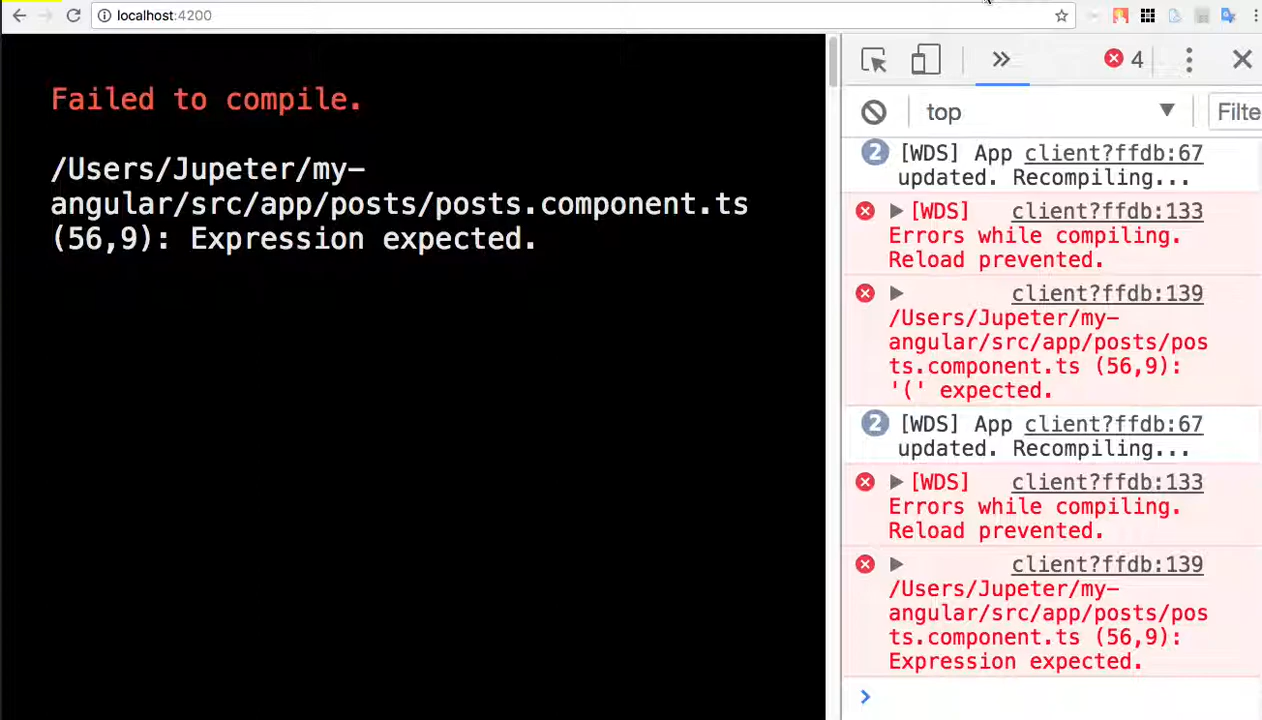 localhost:4200
Failed to compile.
/Users/Jupeter/my-
angular/src/app/posts/posts.component.ts
(56,9): Expression expected.
4
top
Filte
2 [WDS] App client?ffdb:67
updated. Recompiling...
[WDS] client?ffdb:133
Errors while compiling.
Reload prevented.
client?ffdb:139
/Users/Jupeter/my-
angular/src/app/posts/pos
ts.component.ts (56,9):
'(' expected.
2 [WDS] App client?ffdb:67
updated. Recompiling...
[WDS] client?ffdb:133
Errors while compiling.
Reload prevented.
client?ffdb:139
/Users/Jupeter/my-
angular/src/app/posts/pos
ts.component.ts (56,9):
Expression expected.